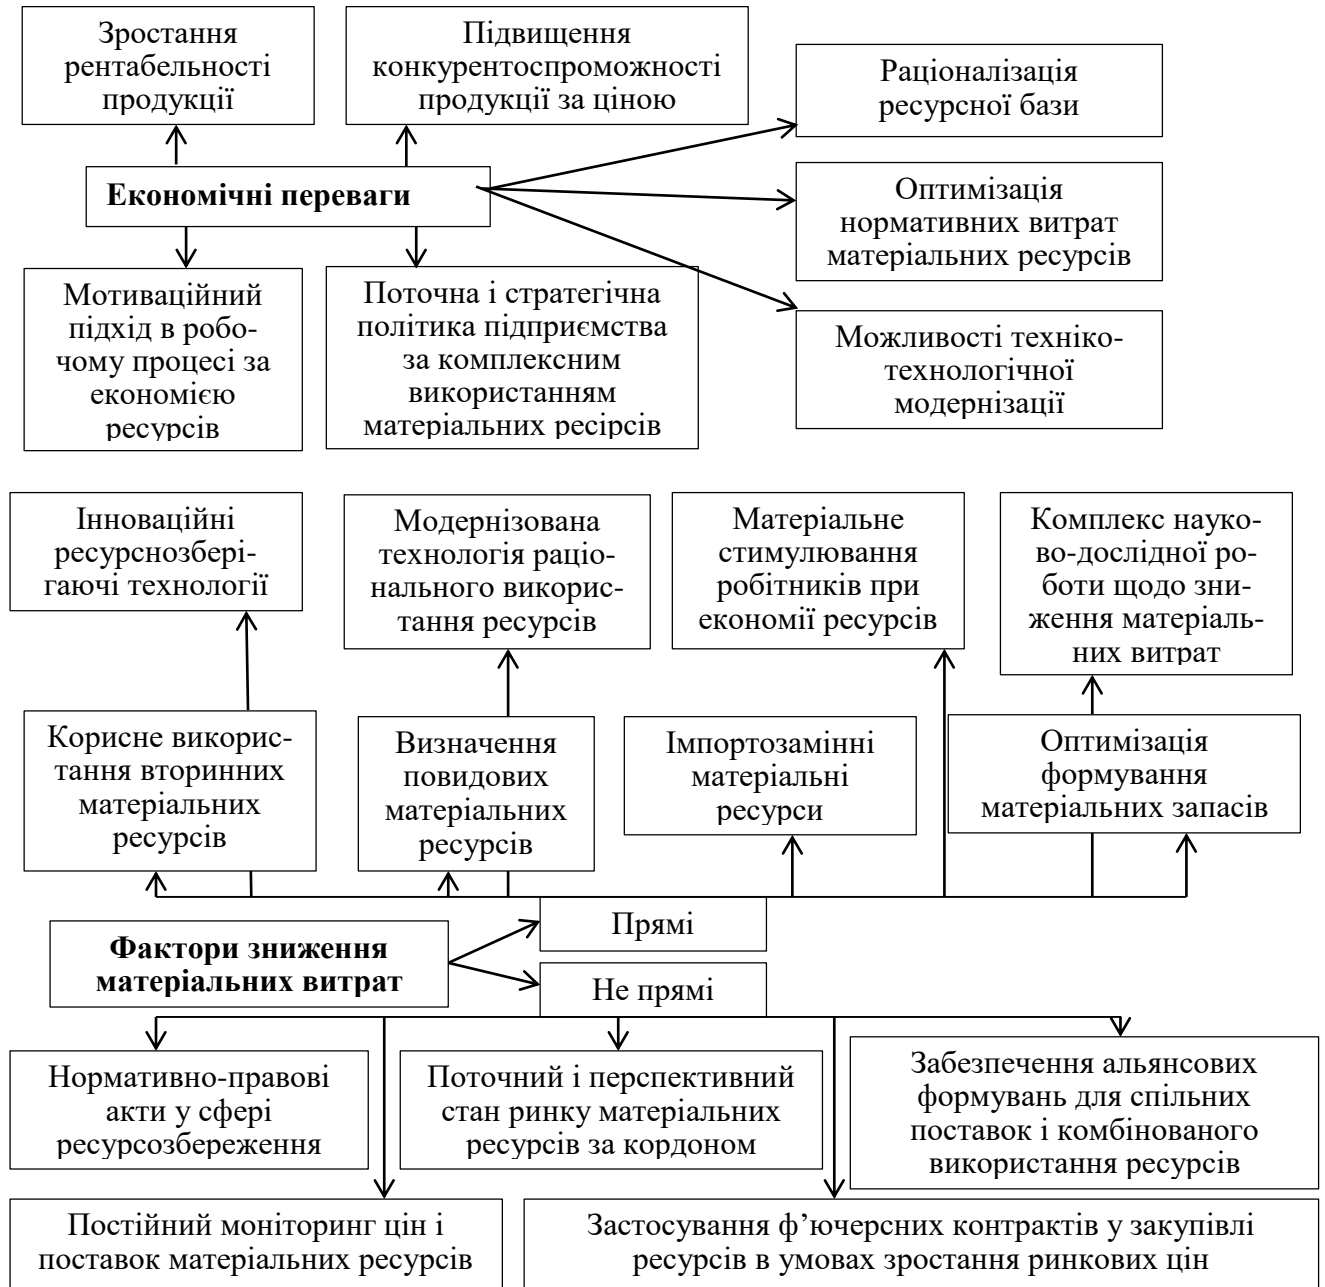 Зростання
рентабельності
продукції
Підвищення
конкурентоспроможності
продукції за ціною
Раціоналізація
ресурсної бази
Економічні переваги
Оптимізація
нормативних витрат
матеріальних ресурсів
Мотиваційний
підхід в робо-
чому процесі за
економією
ресурсів
Поточна і стратегічна
політика підприємства
за комплексним
використанням
матеріальних ресірсів
Можливості техніко-
технологічної
модернізації
Інноваційні
ресурснозбері-
гаючі технології
Модернізована
технологія раціо-
нального викорис-
тання ресурсів
Матеріальне
стимулювання
робітників при
економії ресурсів
Комплекс науко-
во-дослідної ро-
боти щодо зни-
ження матеріаль-
них витрат
Корисне викорис-
тання вторинних
матеріальних
ресурсів
Визначення
повидових
матеріальних
ресурсів
Імпортозамінні
матеріальні
ресурси
Оптимізація
формування
матеріальних запасів
Прямі
Фактори зниження
матеріальних витрат
Не прямі
Нормативно-правові
акти у сфері
ресурсозбереження
Поточний і перспективний
стан ринку матеріальних
ресурсів за кордоном
Забезпечення альянсових
формувань для спільних
поставок і комбінованого
використання ресурсів
Постійний моніторинг цін і
поставок матеріальних ресурсів
Застосування ф’ючерсних контрактів у закупівлі
ресурсів в умовах зростання ринкових цін